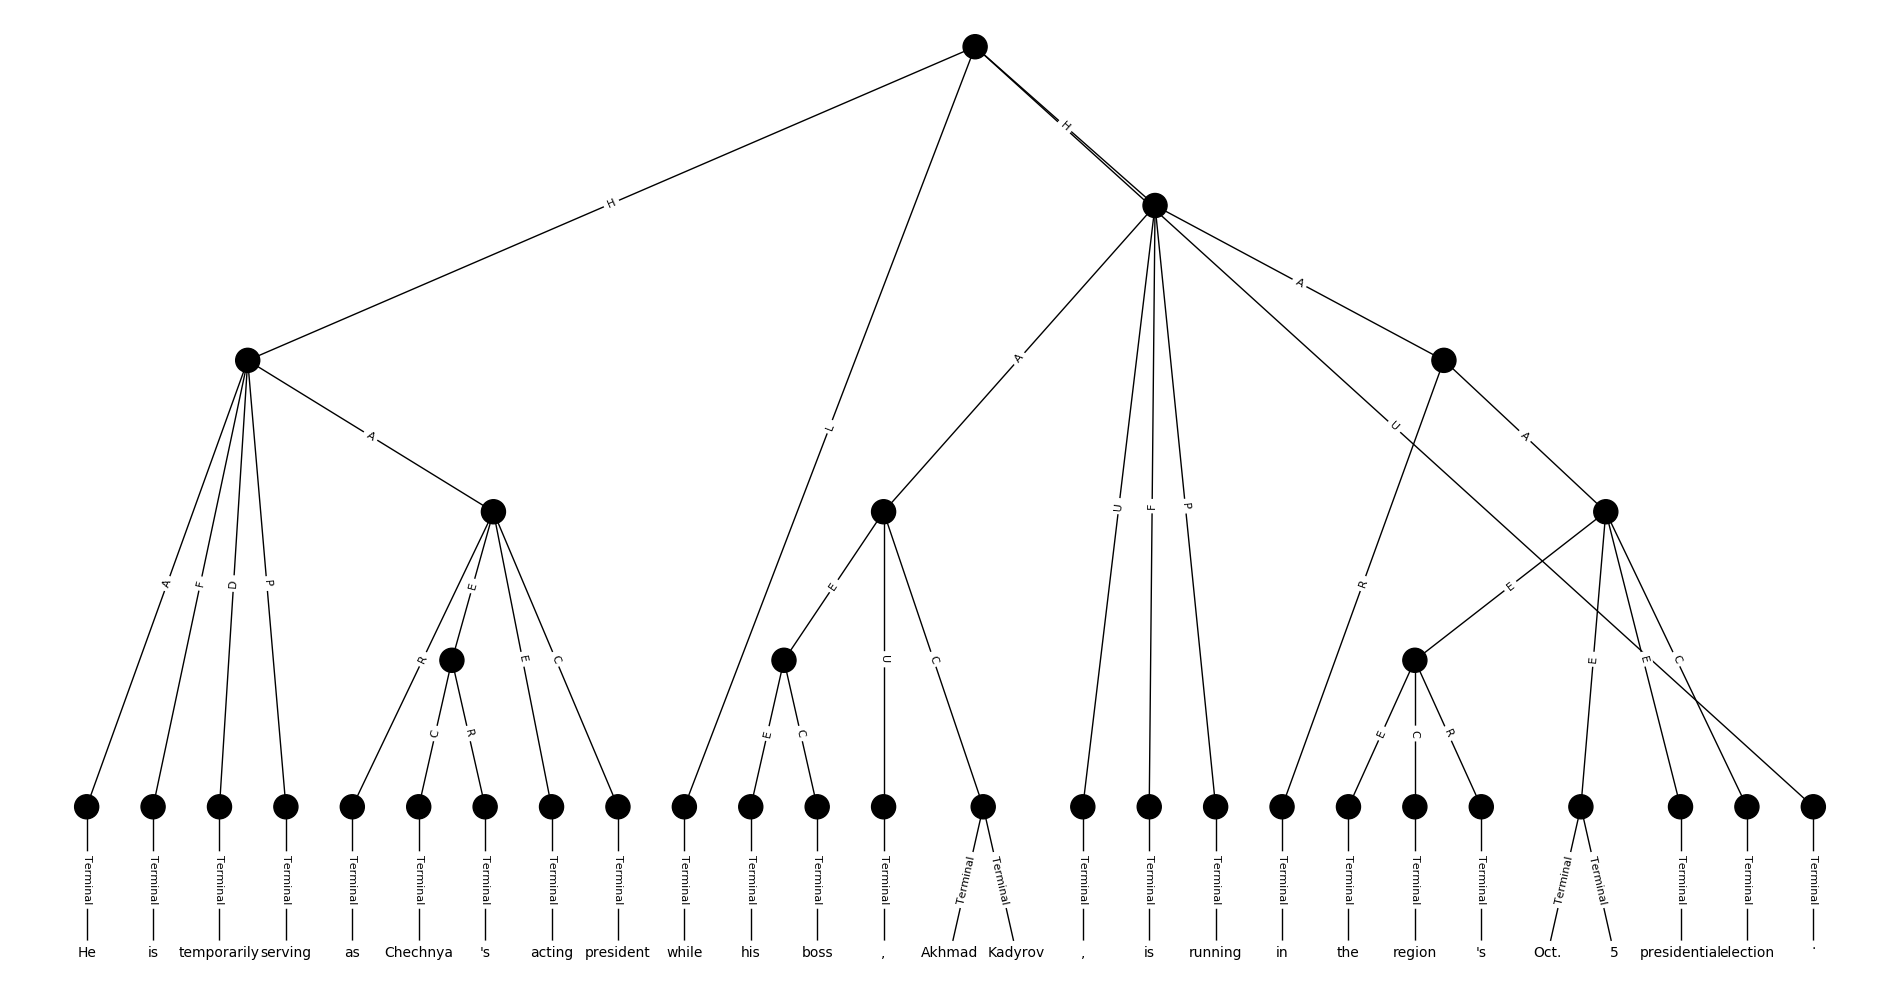 H
H
A
A
L
U
A
A
U
F
P
A
F
D
P
E
E
U
C
R
E
E
C
R
E
E
E
C
C
R
E
C
E
C
R
Terminal Terminal Terminal Terminal Terminal Terminal Terminal Terminal Terminal Terminal Terminal Terminal Terminal Terminal Terminal Terminal Terminal Terminal Terminal Terminal Terminal Terminal Terminal Terminal Terminal Terminal Terminal
He is temporarily serving as Chechnya 's acting president while his boss , Akhmad Kadyrov , is running in the region 's Oct. 5 presidential election .